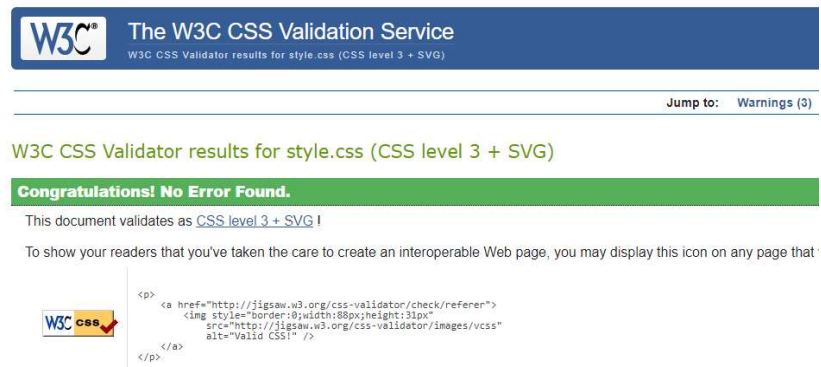 W3C®
The W3C CSS Validation Service
W3C CSS Validator results for style.css (CSS level 3 + SVG)
Jump to: Warnings (3)
W3C CSS Validator results for style.css (CSS level 3 + SVG)
Congratulations! No Error Found.
This document validates as CSS level 3 + SVG !
To show your readers that you've taken the care to create an interoperable Web page, you may display this icon on any page that
W3C css
<p>
<a href="http://jigsaw.w3.org/css-validator/check/referer">
<img style="border:0;width:88px;height:31px"
src="http://jigsaw.w3.org/css-validator/images/vcss"
alt="Valid CSS!" />
</a>
</p>